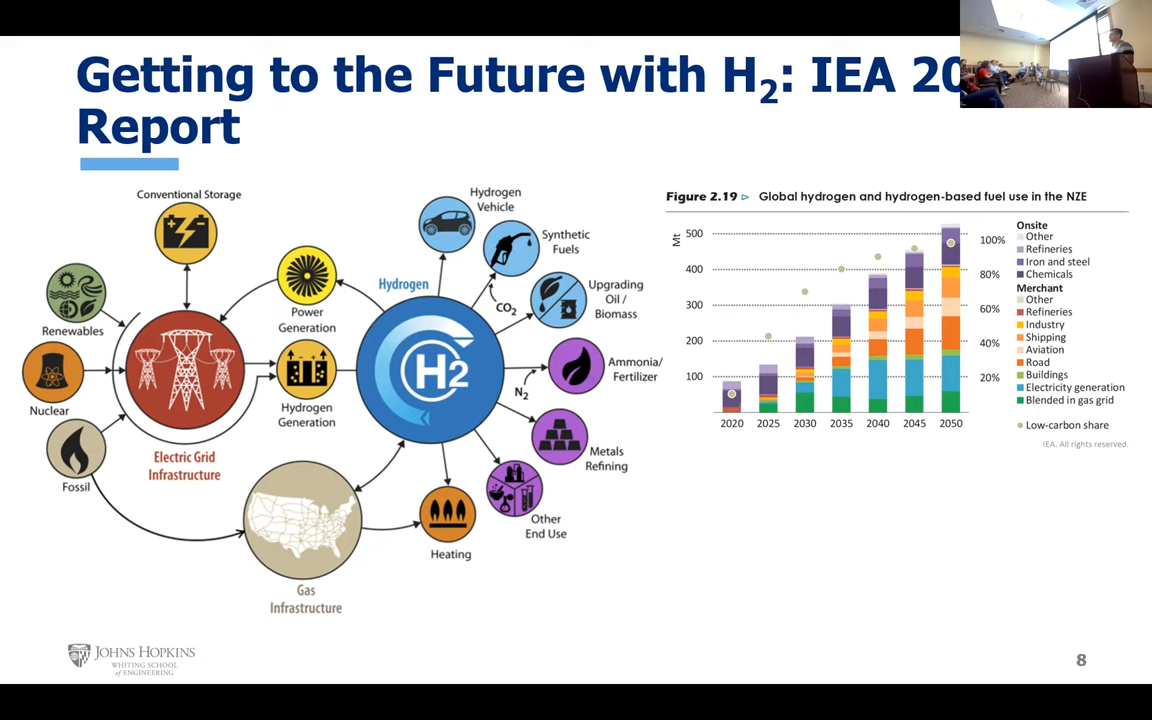 Getting to the Future with H2: IEA 20
Report
Conventional Storage
Renewables
Nuclear
Fossil
Electric Grid
Infrastructure
Power
Generation
Hydrogen
Generation
Hydrogen
H2
Gas
Infrastructure
Hydrogen
Vehicle
Synthetic
Fuels
CO2
Upgrading
Oil /
Biomass
Ammonia/
Fertilizer
N2
Metals
Refining
Other
End Use
Heating
Figure 2.19 ▷ Global hydrogen and hydrogen-based fuel use in the NZE
Mt
500
400
300
200
100
100%
80%
60%
40%
20%
2020 2025 2030 2035 2040 2045 2050
Onsite
Other
Refineries
Iron and steel
Chemicals
Merchant
Other
Refineries
Industry
Shipping
Aviation
Road
Buildings
Electricity generation
Blended in gas grid
Low-carbon share
IEA. All rights reserved.
JOHNS HOPKINS
WHITING SCHOOL
of ENGINEERING
8